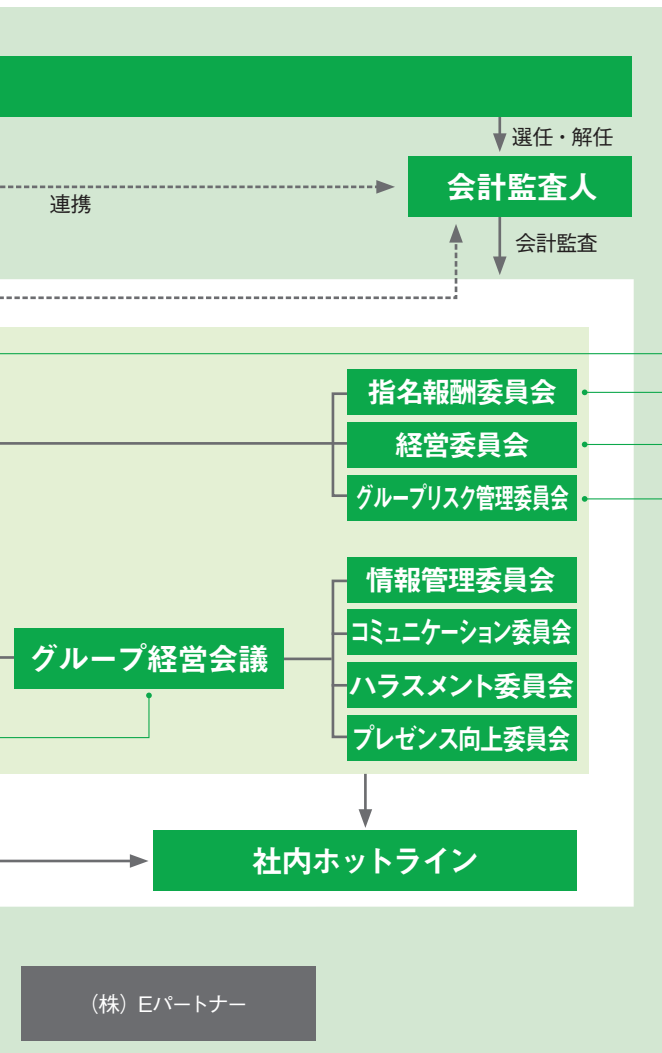 選任・解任
会計監査人
連携
会計監査
指名報酬委員会
経営委員会
グループリスク管理委員会
情報管理委員会
コミュニケーション委員会
グループ経営会議
ハラスメント委員会
プレゼンス向上委員会
社内ホットライン
（株）Eパートナー